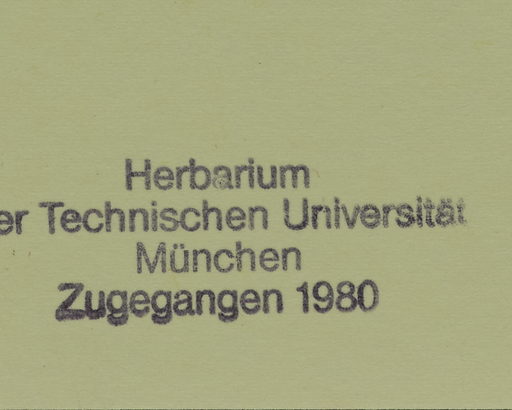 Herbarium
er Technischen Universität
München
Zugegangen 1980